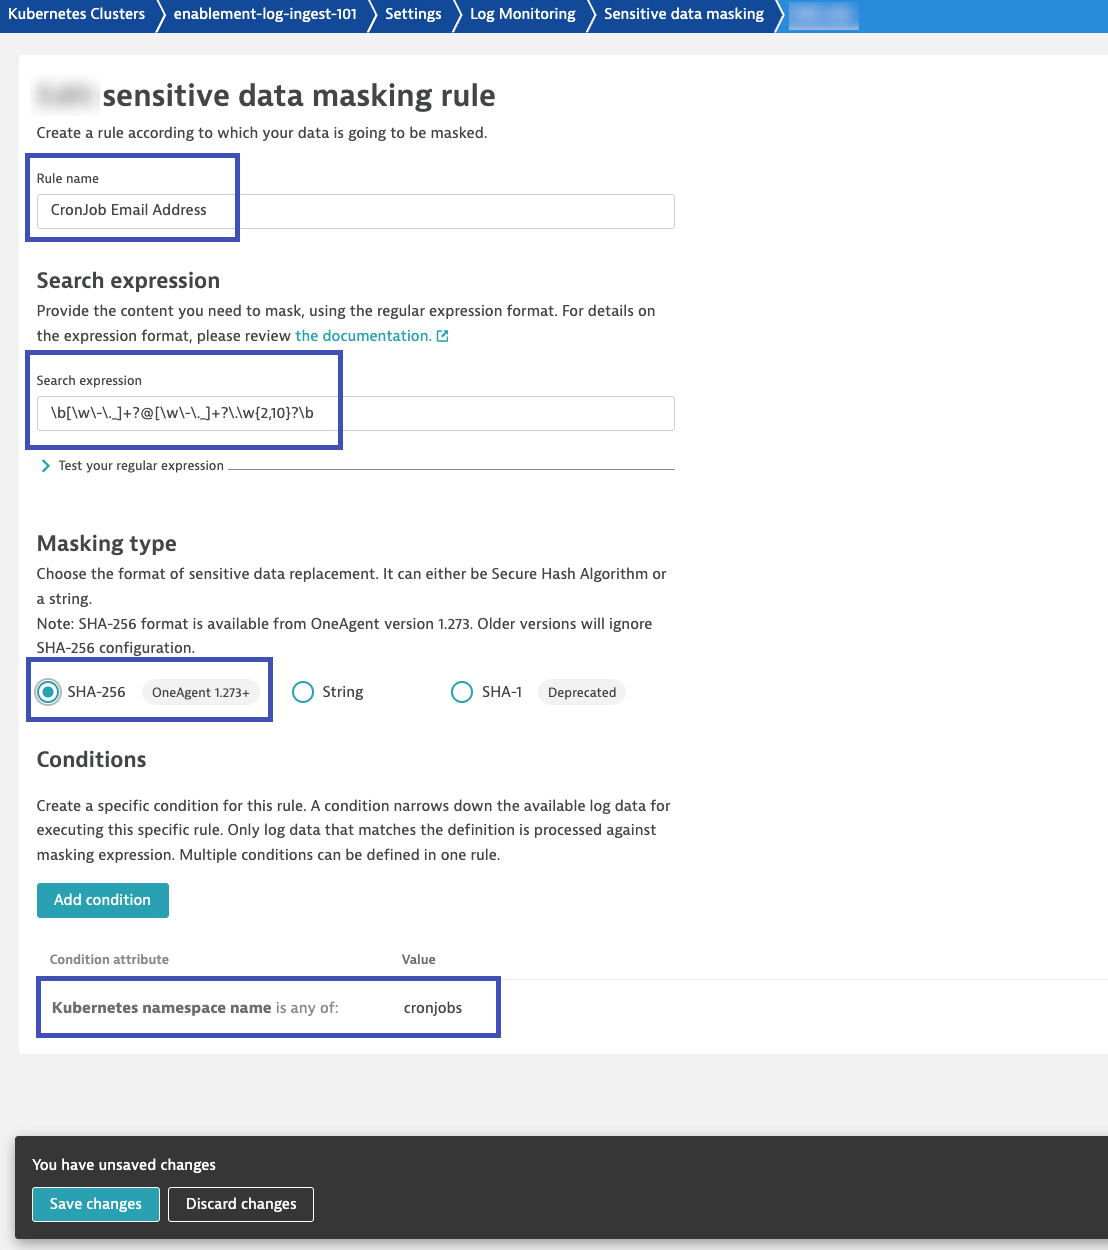 Kubernetes Clusters enablement-log-ingest-101 Settings Log Monitoring Sensitive data masking
sensitive data masking rule
Create a rule according to which your data is going to be masked.
Rule name
CronJob Email Address
Search expression
Provide the content you need to mask, using the regular expression format. For details on
the expression format, please review the documentation.
Search expression
\b[\w\-\._]+?@[\w\-\._]+?\.\w{2,10}?\b
Test your regular expression
Masking type
Choose the format of sensitive data replacement. It can either be Secure Hash Algorithm or
a string.
Note: SHA-256 format is available from OneAgent version 1.273. Older versions will ignore
SHA-256 configuration.
SHA-256 OneAgent 1.273+ String SHA-1 Deprecated
Conditions
Create a specific condition for this rule. A condition narrows down the available log data for
executing this specific rule. Only log data that matches the definition is processed against
masking expression. Multiple conditions can be defined in one rule.
Add condition
Condition attribute Value
Kubernetes namespace name is any of: cronjobs
You have unsaved changes
Save changes Discard changes